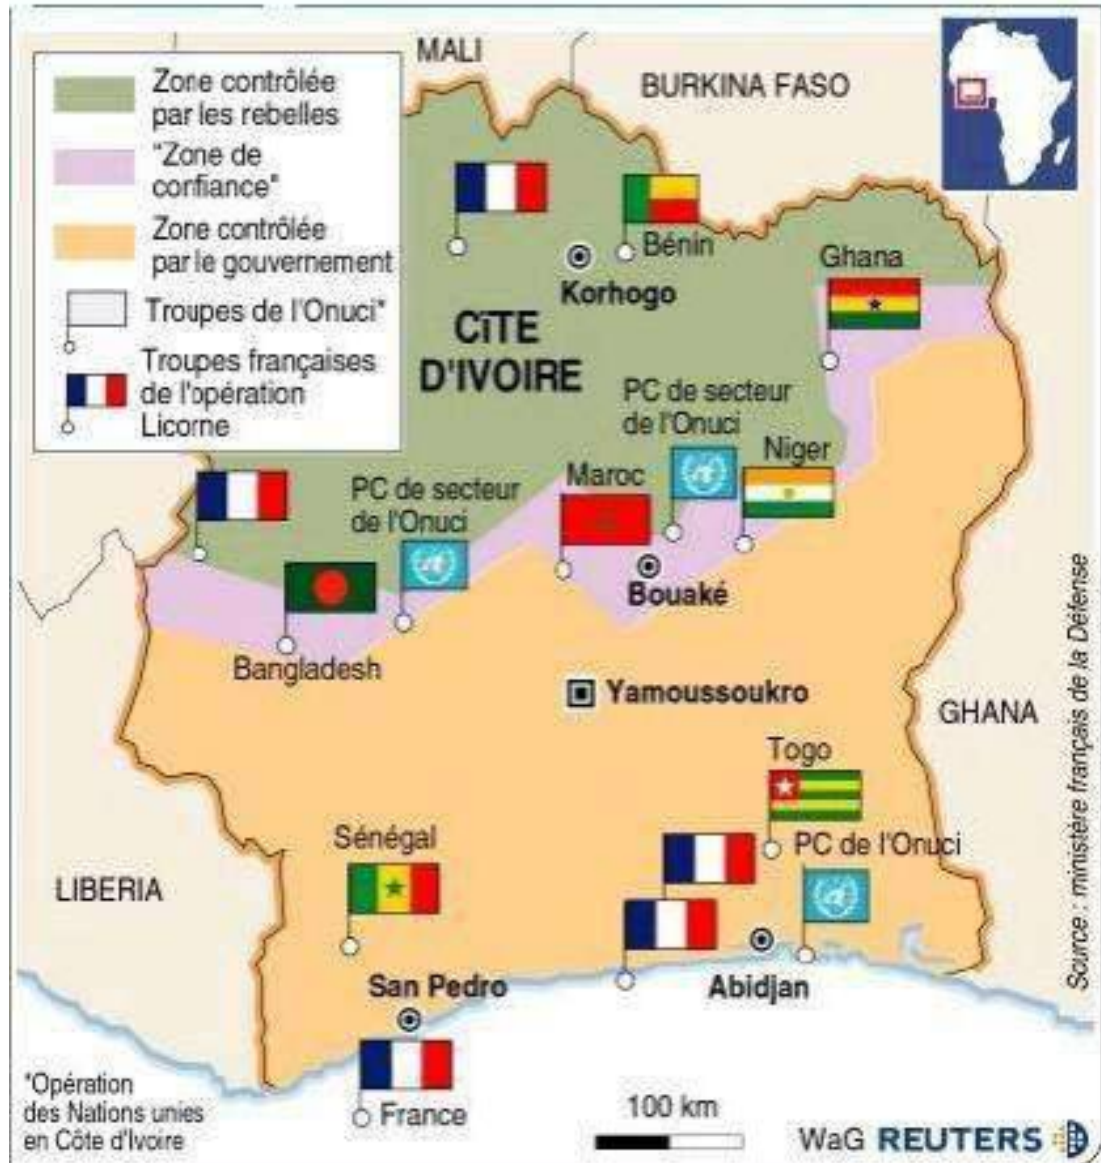 MALI
BURKINA FASO
Zone contrôlée
par les rebelles
"Zone de
confiance"
Zone contrôlée
par le gouvernement
Troupes de l'Onuci*
Troupes françaises
de l'opération
Licorne
Bénin
Korhogo
Ghana
CîTE
D'IVOIRE
PC de secteur
de l'Onuci
Niger
Maroc
PC de secteur
de l'Onuci
Bouaké
Bangladesh
Yamoussoukro
GHANA
Togo
PC de l'Onuci
Sénégal
LIBERIA
San Pedro
Abidjan
France
*Opération
des Nations unies
en Côte d'Ivoire
100 km
WaG REUTERS
Source : ministère français de la Défense